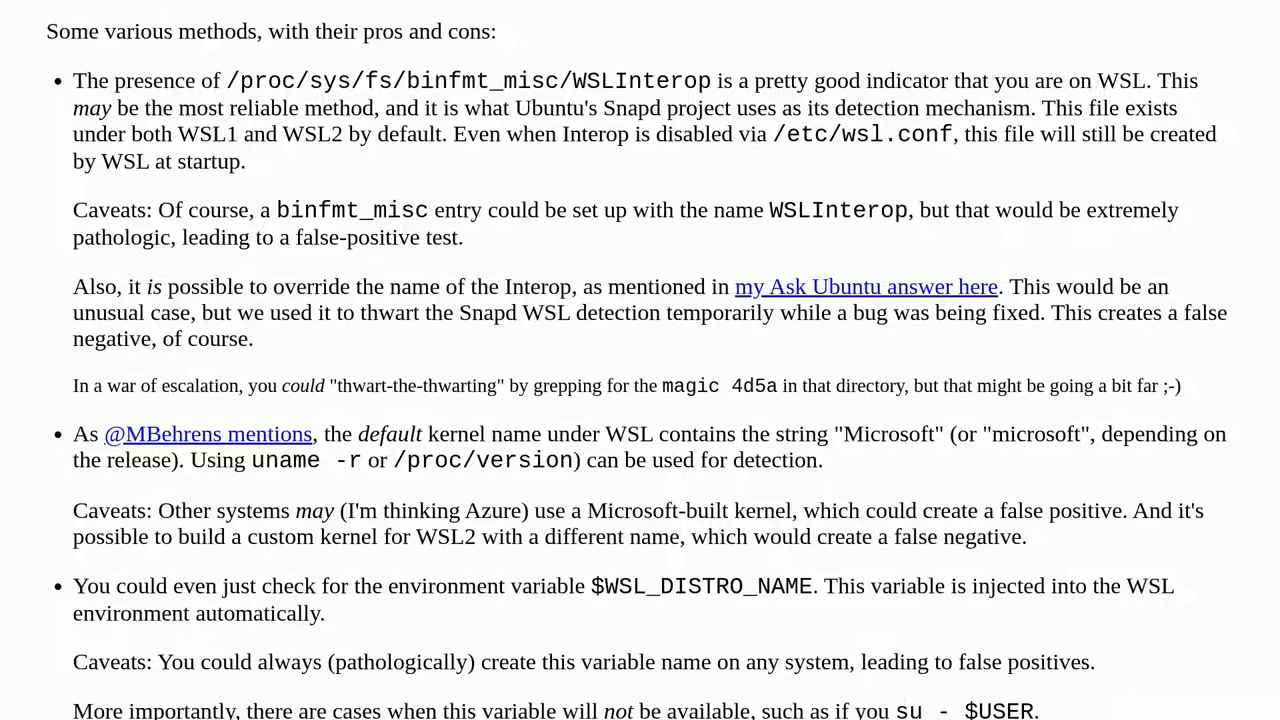 Some various methods, with their pros and cons:
• The presence of /proc/sys/fs/binfmt_misc/WSLInterop is a pretty good indicator that you are on WSL. This
may be the most reliable method, and it is what Ubuntu's Snapd project uses as its detection mechanism. This file exists
under both WSL1 and WSL2 by default. Even when Interop is disabled via /etc/wsl.conf, this file will still be created
by WSL at startup.
Caveats: Of course, a binfmt_misc entry could be set up with the name WSLInterop, but that would be extremely
pathologic, leading to a false-positive test.
Also, it is possible to override the name of the Interop, as mentioned in my Ask Ubuntu answer here. This would be an
unusual case, but we used it to thwart the Snapd WSL detection temporarily while a bug was being fixed. This creates a false
negative, of course.
In a war of escalation, you could "thwart-the-thwarting" by grepping for the magic 4d5a in that directory, but that might be going a bit far ;-)
• As @MBehrens mentions, the default kernel name under WSL contains the string "Microsoft" (or "microsoft", depending on
the release). Using uname -r or /proc/version) can be used for detection.
Caveats: Other systems may (I'm thinking Azure) use a Microsoft-built kernel, which could create a false positive. And it's
possible to build a custom kernel for WSL2 with a different name, which would create a false negative.
• You could even just check for the environment variable $WSL_DISTRO_NAME. This variable is injected into the WSL
environment automatically.
Caveats: You could always (pathologically) create this variable name on any system, leading to false positives.
More importantly, there are cases when this variable will not be available, such as if you su - $USER.